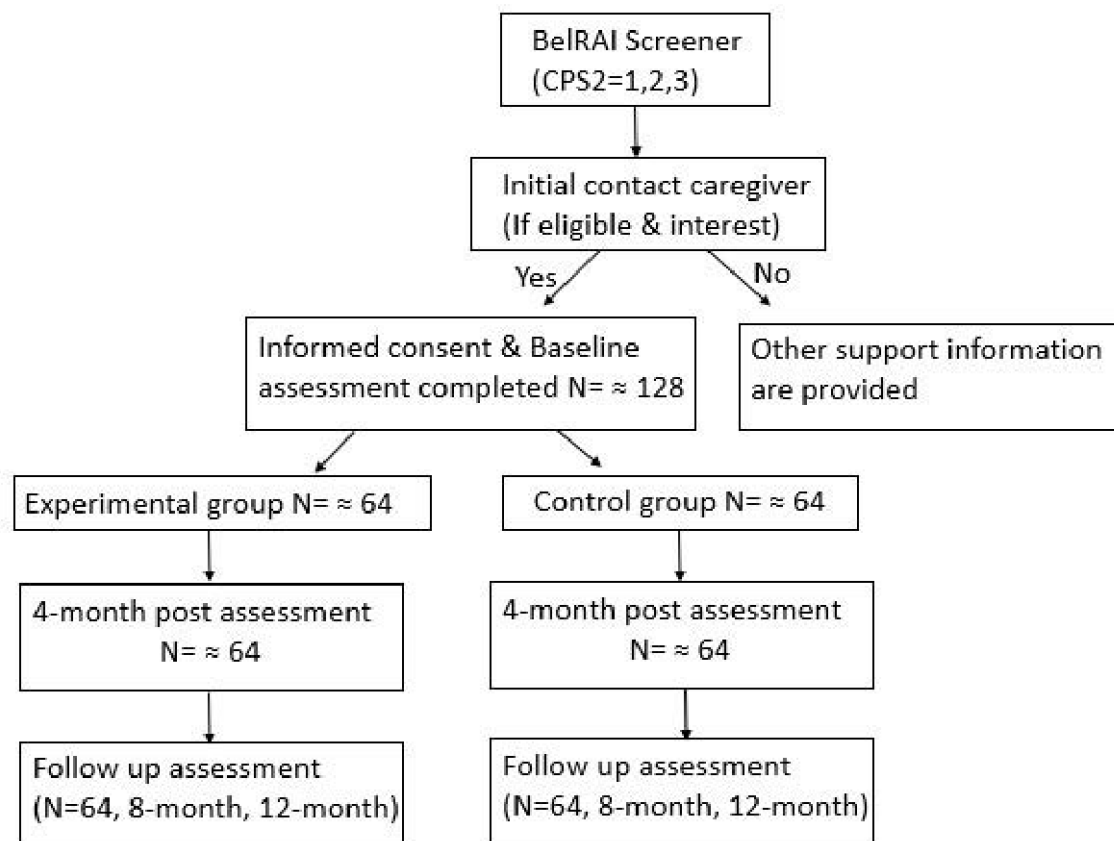 BelRAI Screener
(CPS2=1,2,3)
Initial contact caregiver
(If eligible & interest)
Yes
No
Informed consent & Baseline
assessment completed N= ≈ 128
Other support information
are provided
Experimental group N= ≈ 64
Control group N= ≈ 64
4-month post assessment
N= ≈ 64
4-month post assessment
N= ≈ 64
Follow up assessment
(N=64, 8-month, 12-month)
Follow up assessment
(N=64, 8-month, 12-month)